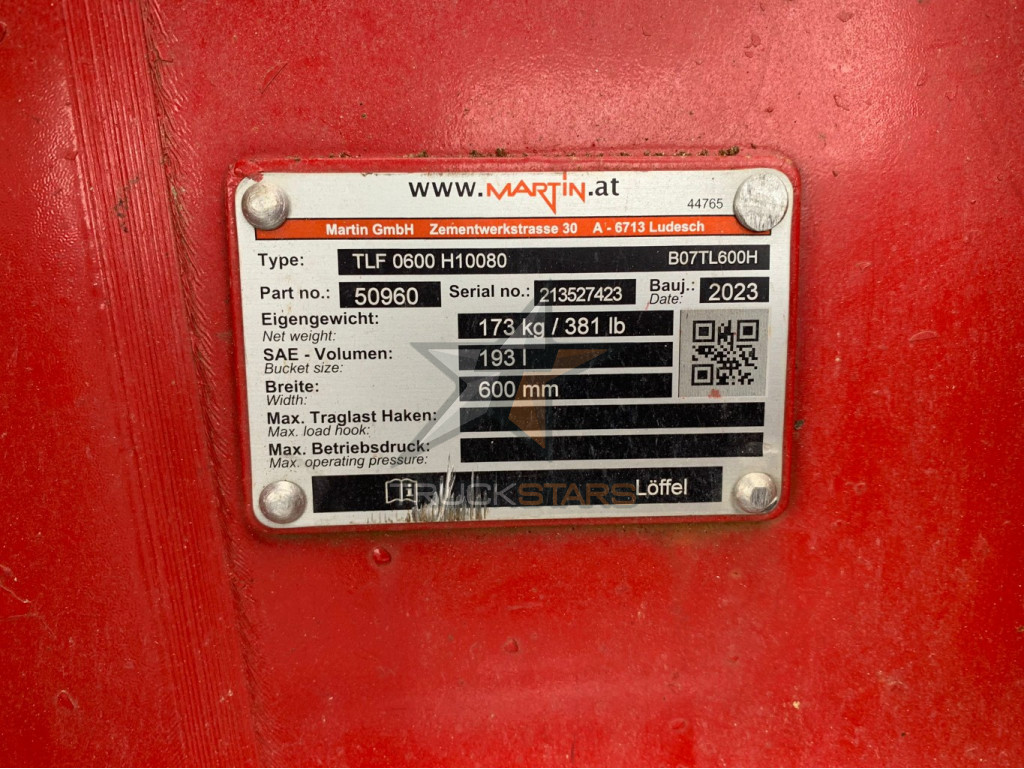 www.MARTIN.at
44765
Martin GmbH Zementwerkstrasse 30 A - 6713 Ludesch
Type: TLF 0600 H10080 B07TL600H
Part no.: 50960 Serial no.: 213527423 Bauj.: 2023
Date:
Eigengewicht: 173 kg / 381 lb
Net weight:
SAE - Volumen: 193 l
Bucket size:
Breite: 600 mm
Width:
Max. Traglast Haken:
Max. load hook:
Max. Betriebsdruck:
Max. operating pressure:
Löffel
TRUCKSTARS